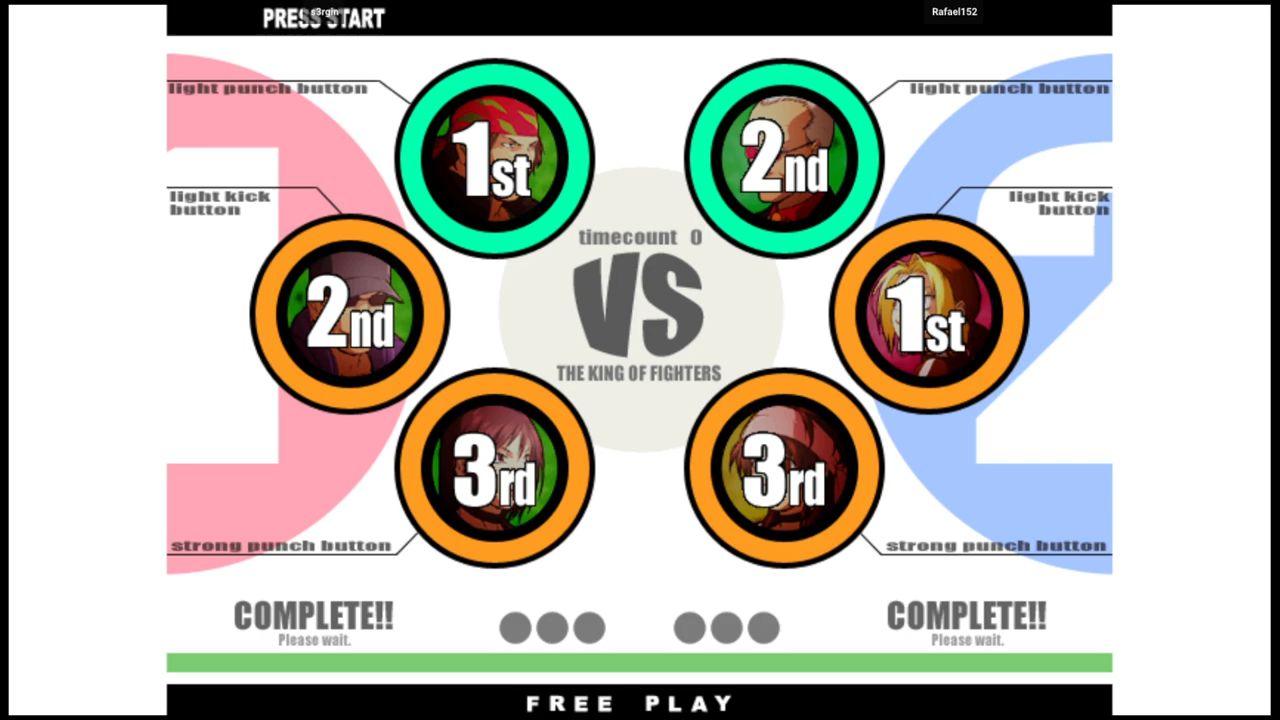 PRESS START
s3rgin
Rafael152
light punch button
light punch button
1st
2nd
light kick
button
light kick
button
timecount 0
2nd
VS
1st
THE KING OF FIGHTERS
3rd
3rd
strong punch button
strong punch button
COMPLETE!!
Please wait.
COMPLETE!!
Please wait.
FREE PLAY